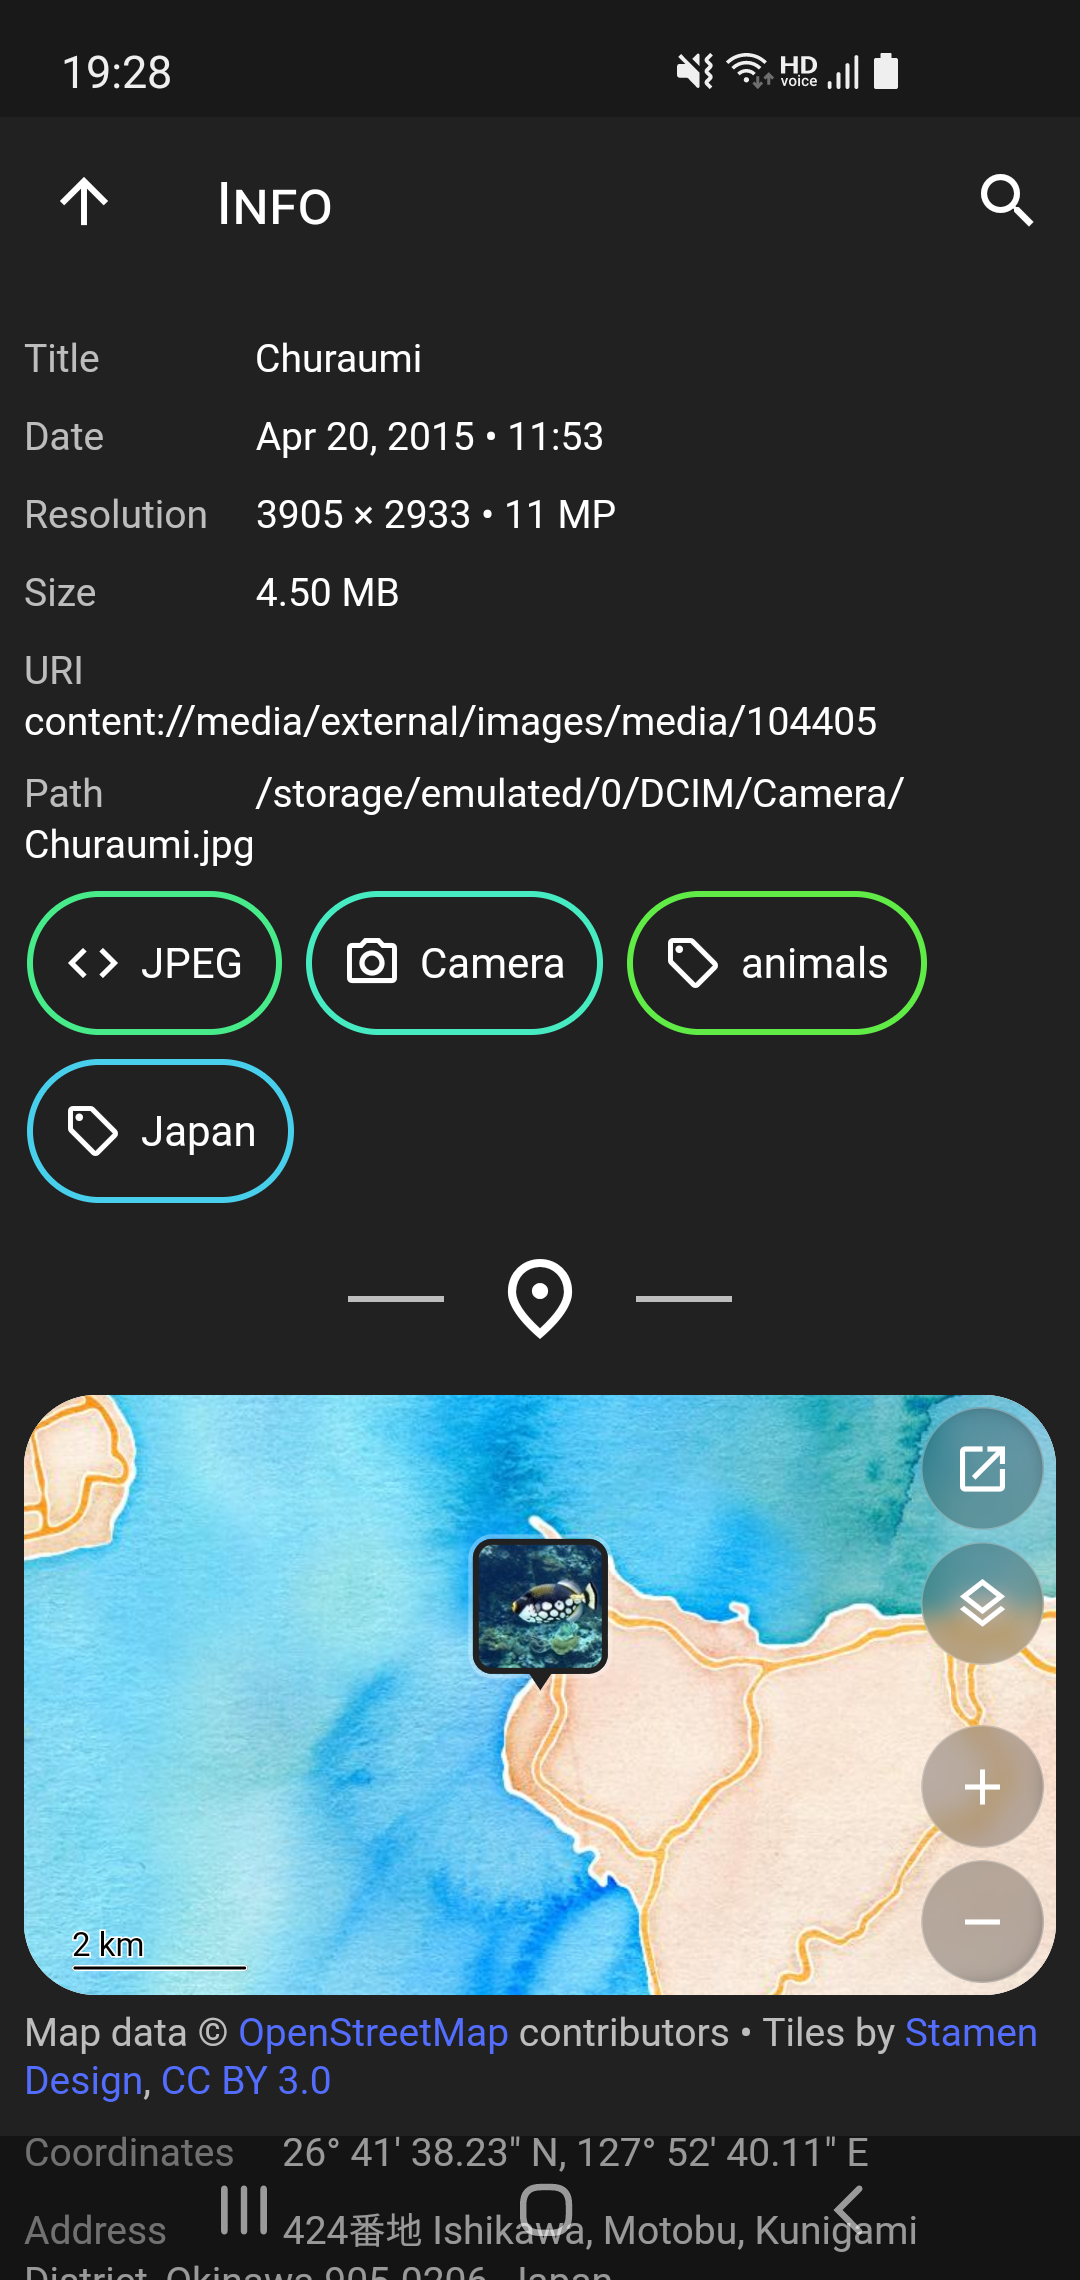 19:28
HD
voice
INFO
Title Churaumi
Date Apr 20, 2015 • 11:53
Resolution 3905 × 2933 • 11 MP
Size 4.50 MB
URI
content://media/external/images/media/104405
Path /storage/emulated/0/DCIM/Camera/
Churaumi.jpg
JPEG Camera animals
Japan
2 km
Map data © OpenStreetMap contributors • Tiles by Stamen
Design, CC BY 3.0
Coordinates 26° 41' 38.23" N, 127° 52' 40.11" E
Address 424番地 Ishikawa, Motobu, Kunigami
District, Okinawa 905-0206, Japan